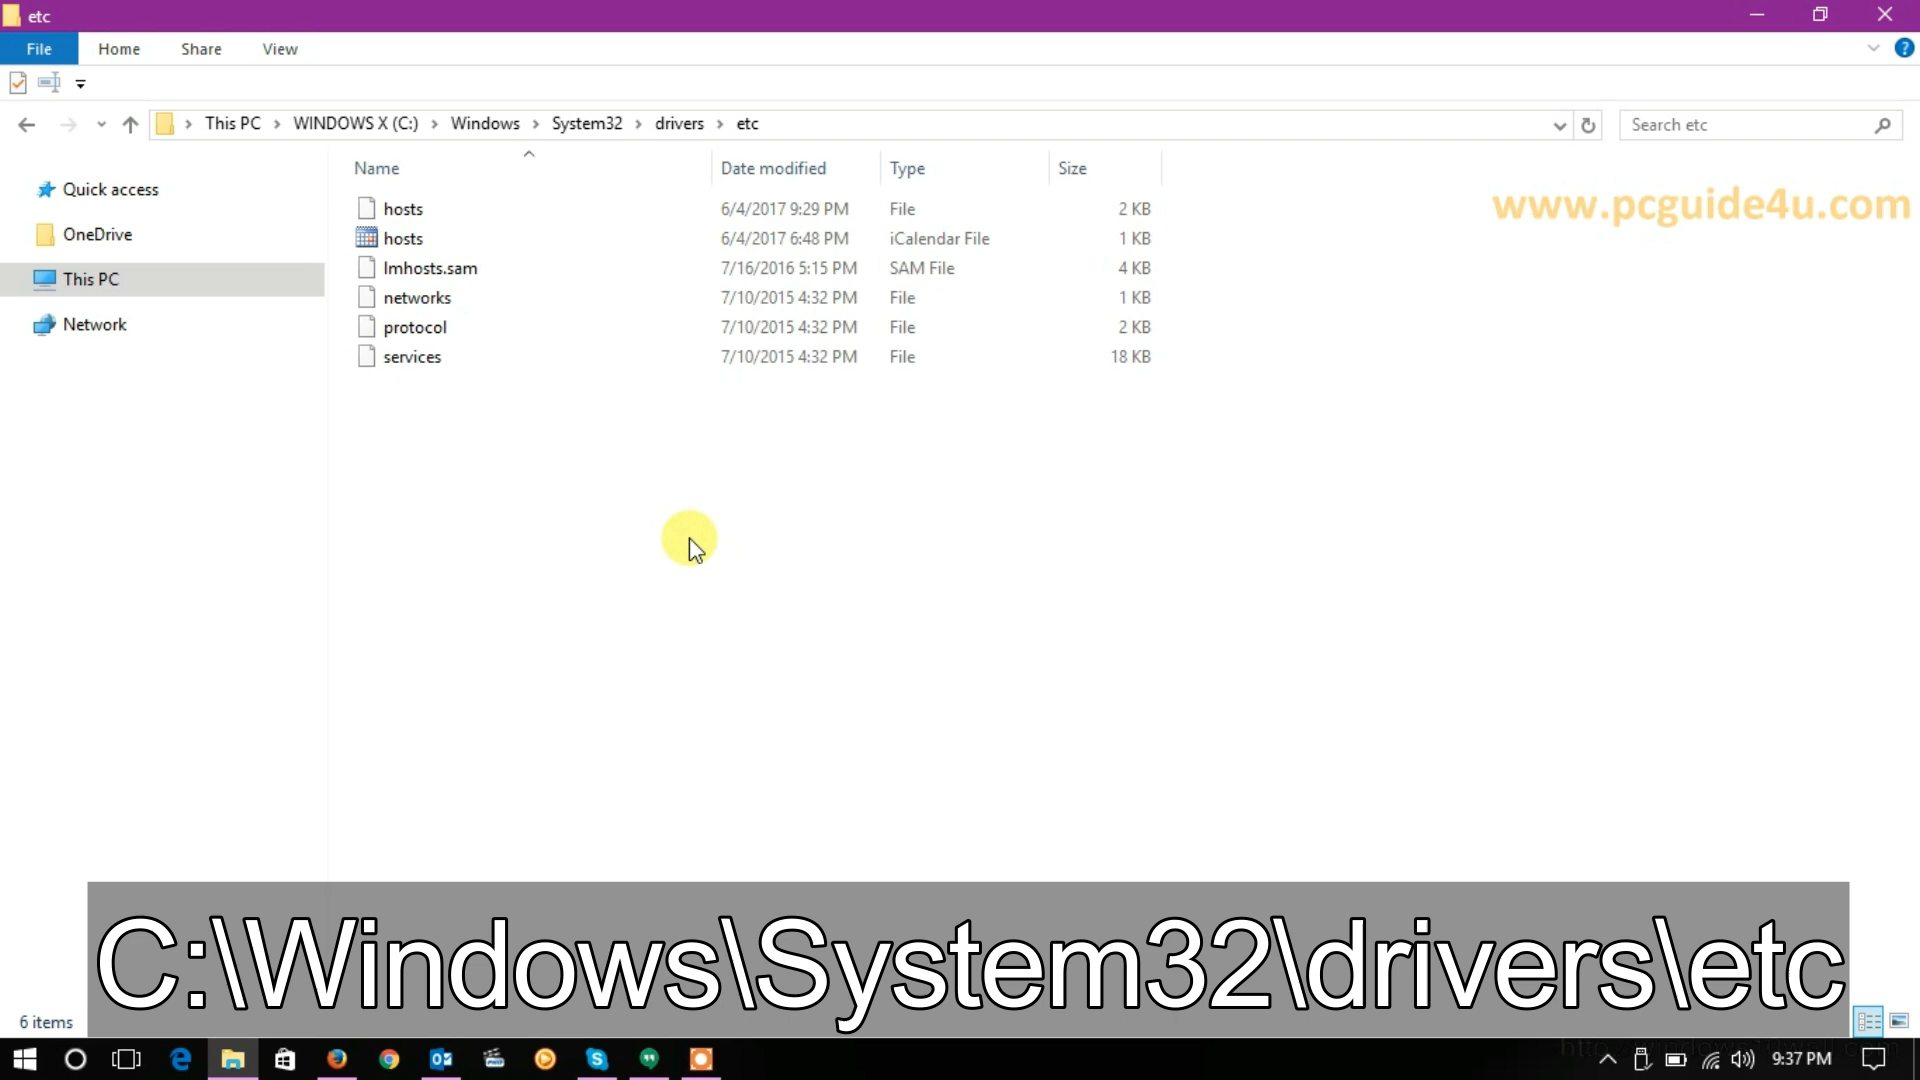 etc
File Home Share View
This PC WINDOWS X (C:) Windows System32 drivers etc
Search etc
Name Date modified Type Size
Quick access
OneDrive
This PC
Network
hosts 6/4/2017 9:29 PM File 2 KB
hosts 6/4/2017 6:48 PM iCalendar File 1 KB
lmhosts.sam 7/16/2016 5:15 PM SAM File 4 KB
networks 7/10/2015 4:32 PM File 1 KB
protocol 7/10/2015 4:32 PM File 2 KB
services 7/10/2015 4:32 PM File 18 KB
www.pcguide4u.com
C:\Windows\System32\drivers\etc
6 items
9:37 PM